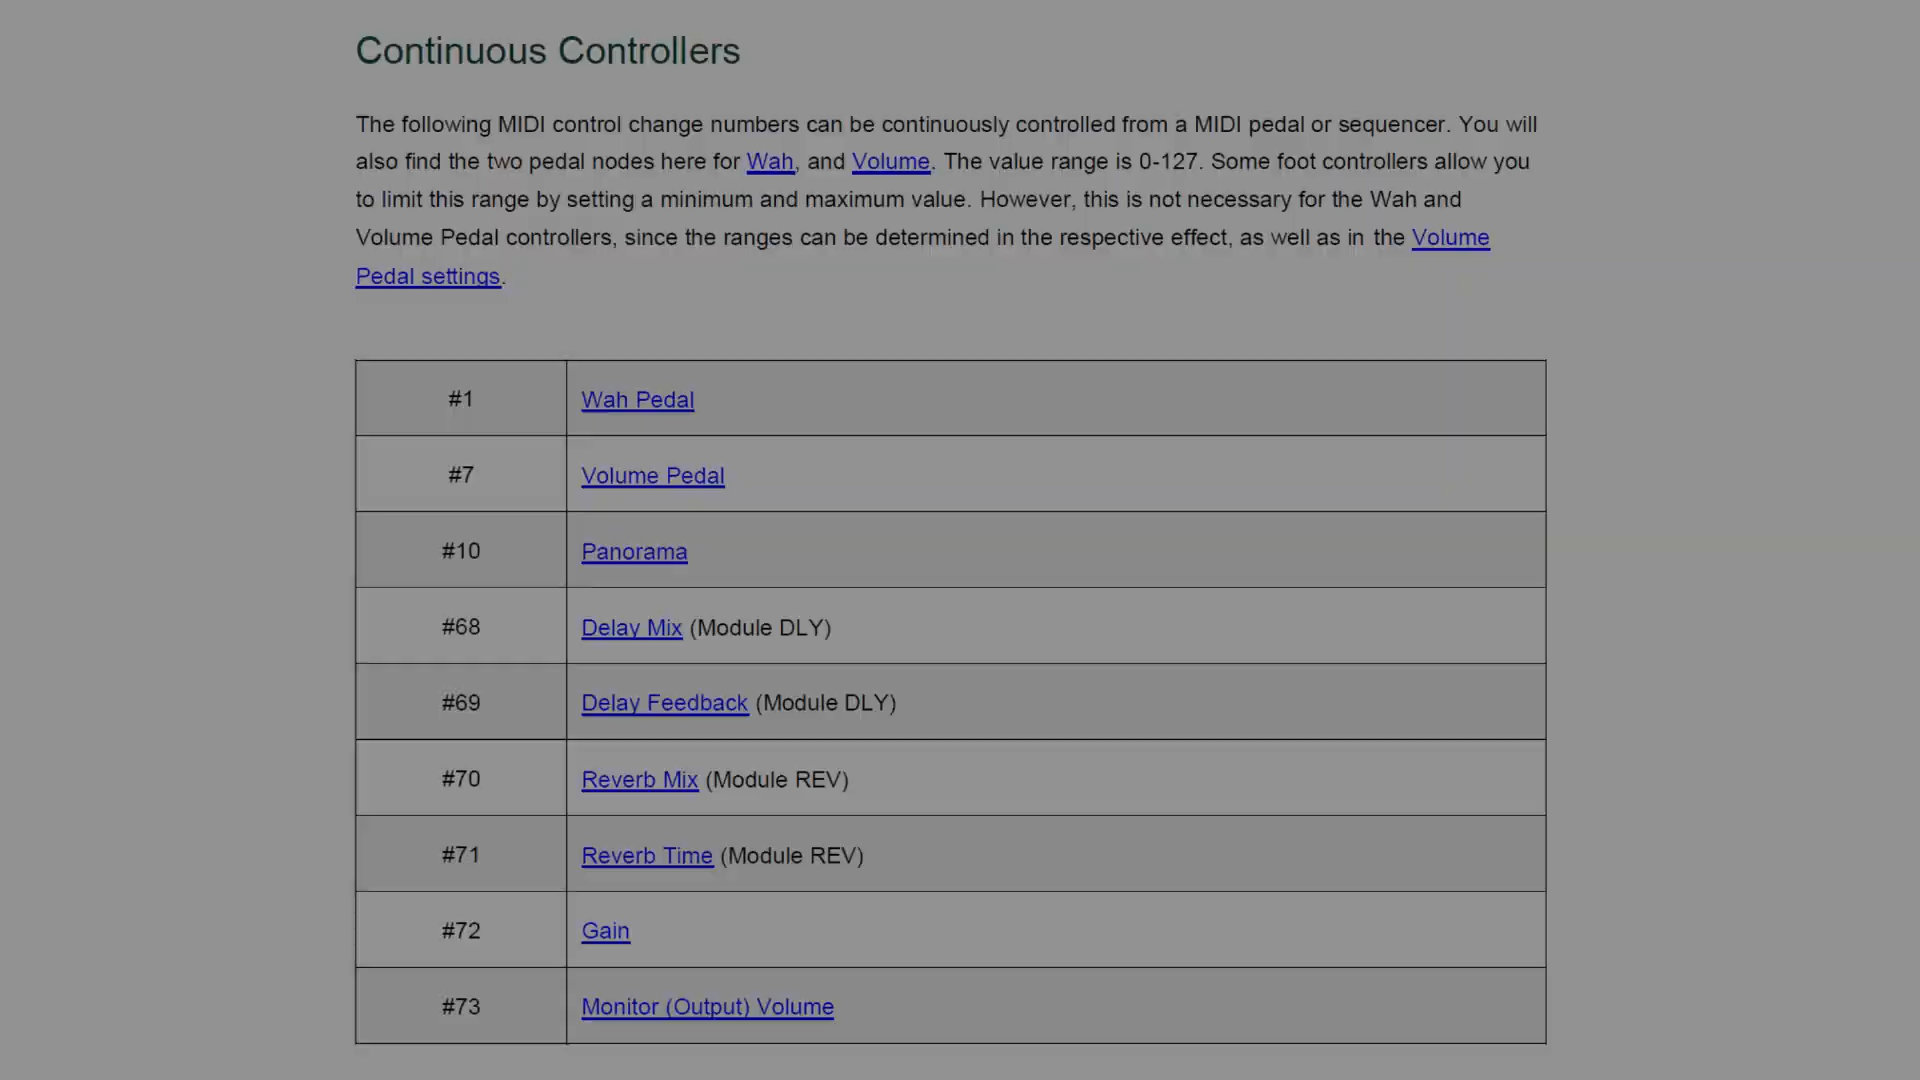 Continuous Controllers
The following MIDI control change numbers can be continuously controlled from a MIDI pedal or sequencer. You will
also find the two pedal nodes here for Wah, and Volume. The value range is 0-127. Some foot controllers allow you
to limit this range by setting a minimum and maximum value. However, this is not necessary for the Wah and
Volume Pedal controllers, since the ranges can be determined in the respective effect, as well as in the Volume
Pedal settings.
#1 Wah Pedal
#7 Volume Pedal
#10 Panorama
#68 Delay Mix (Module DLY)
#69 Delay Feedback (Module DLY)
#70 Reverb Mix (Module REV)
#71 Reverb Time (Module REV)
#72 Gain
#73 Monitor (Output) Volume